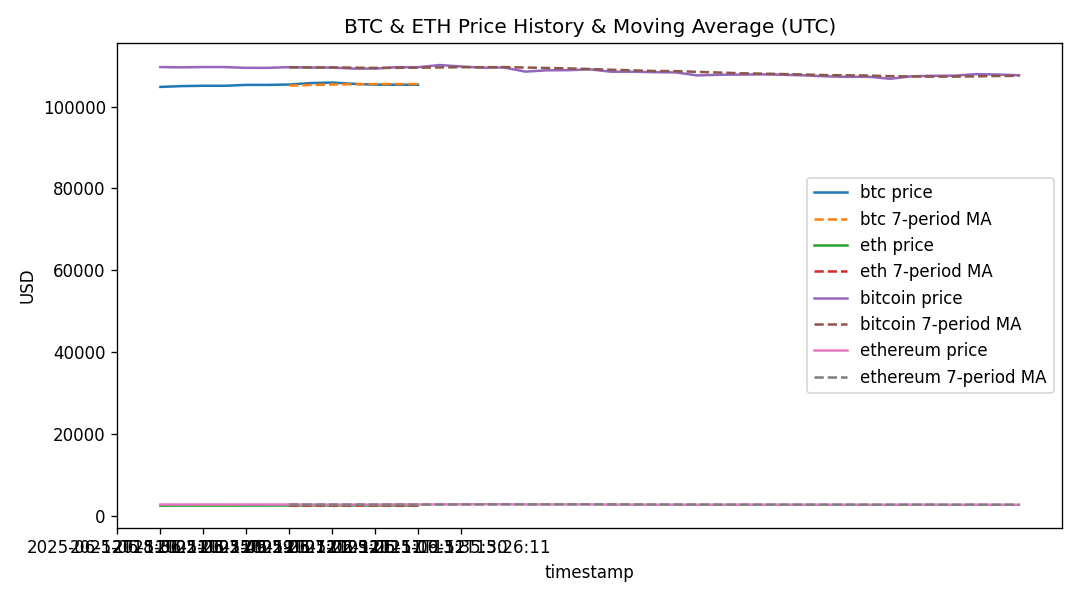 BTC & ETH Price History & Moving Average (UTC)
100000
80000
60000
40000
20000
0
USD
btc price
btc 7-period MA
eth price
eth 7-period MA
bitcoin price
bitcoin 7-period MA
ethereum price
ethereum 7-period MA
timestamp